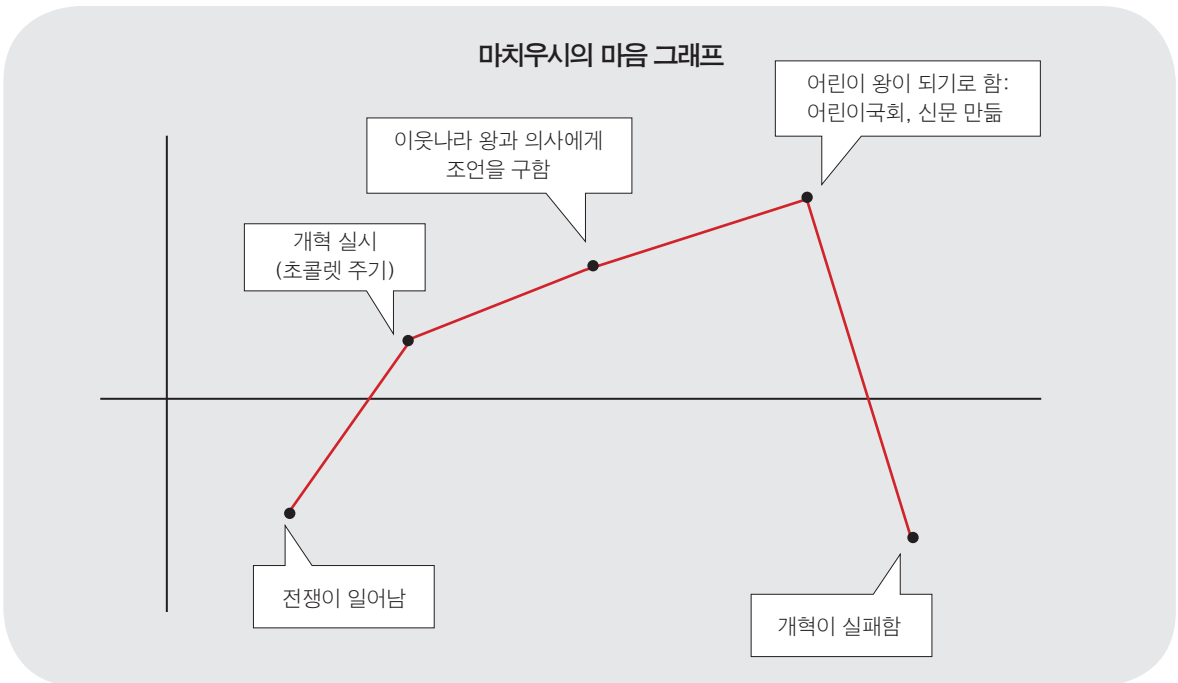 마치우시의 마음 그래프
어린이 왕이 되기로 함:
어린이국회, 신문 만듦
이웃나라 왕과 의사에게
조언을 구함
개혁 실시
(초콜렛 주기)
전쟁이 일어남
개혁이 실패함